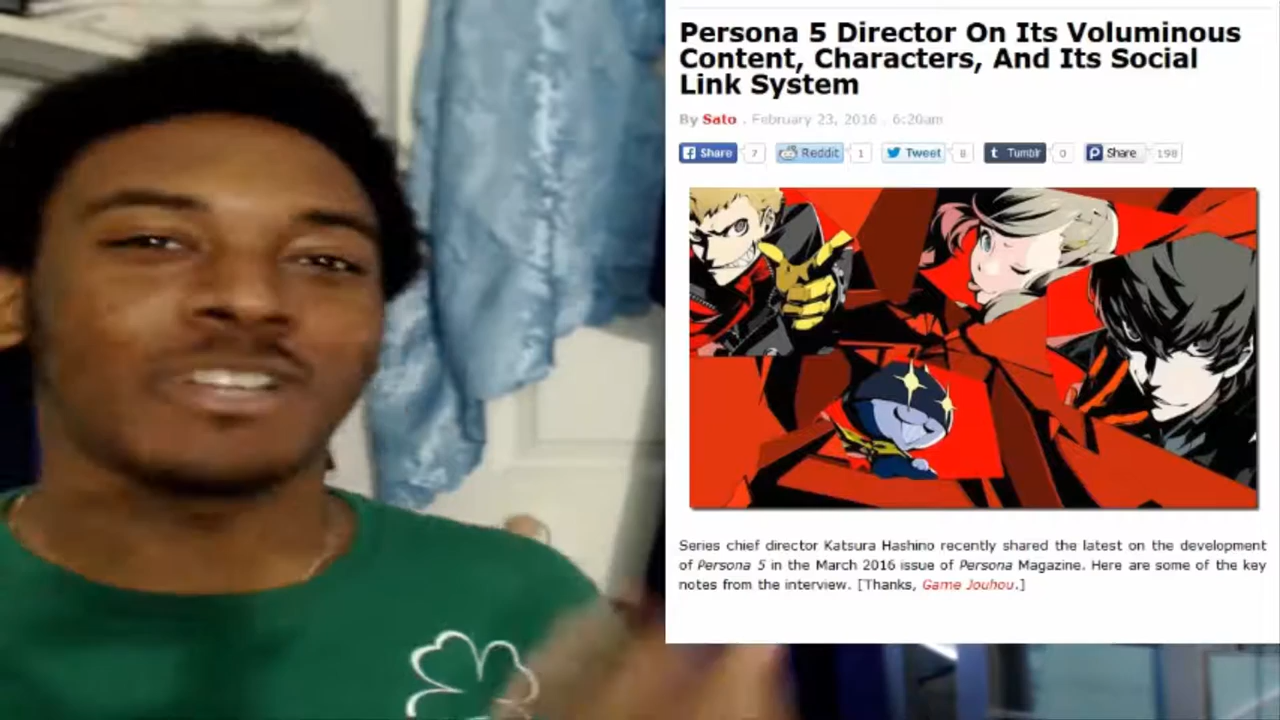 Persona 5 Director On Its Voluminous
Content, Characters, And Its Social
Link System
By Sato . February 23, 2016 . 6:20am
Share 7 Reddit 1 Tweet 8 Tumblr 0 Share 198
Series chief director Katsura Hashino recently shared the latest on the development
of Persona 5 in the March 2016 issue of Persona Magazine. Here are some of the key
notes from the interview. [Thanks, Game Jouhou.]